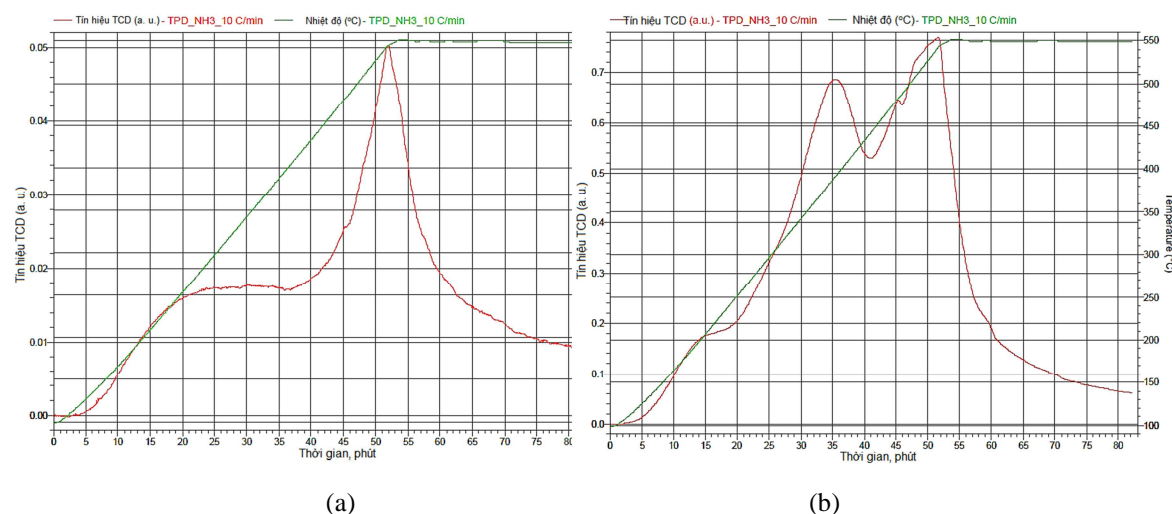 Tín hiệu TCD (a. u.) - TPD_NH3_10 C/min Nhiệt độ (ºC) - TPD_NH3_10 C/min
0.05
0.04
0.03
0.02
0.01
0.00
Tín hiệu TCD (a. u.)
0 5 10 15 20 25 30 35 40 45 50 55 60 65 70 75 80
Thời gian, phút
(a)
Tín hiệu TCD (a.u.) - TPD_NH3_10 C/min Nhiệt độ (ºC) - TPD_NH3_10 C/min
0.7
0.6
0.5
0.4
0.3
0.2
0.1
0.0
Tín hiệu TCD (a. u.)
0 5 10 15 20 25 30 35 40 45 50 55 60 65 70 75 80
Thời gian, phút
550
500
450
400
350
300
250
200
150
100
Temperature (°C)
(b)